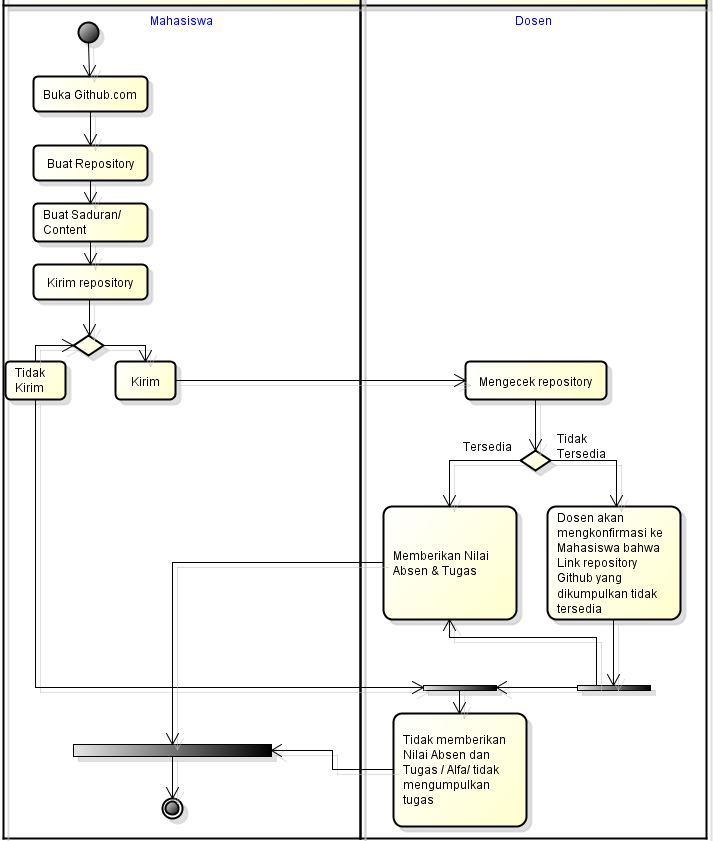 Mahasiswa
Dosen
Buka Github.com
Buat Repository
Buat Saduran/
Content
Kirim repository
Tidak
Kirim
Kirim
Mengecek repository
Tersedia
Tidak
Tersedia
Memberikan Nilai
Absen & Tugas
Dosen akan
mengkonfirmasi ke
Mahasiswa bahwa
Link repository
Github yang
dikumpulkan tidak
tersedia
Tidak memberikan
Nilai Absen dan
Tugas / Alfa/ tidak
mengumpulkan
tugas